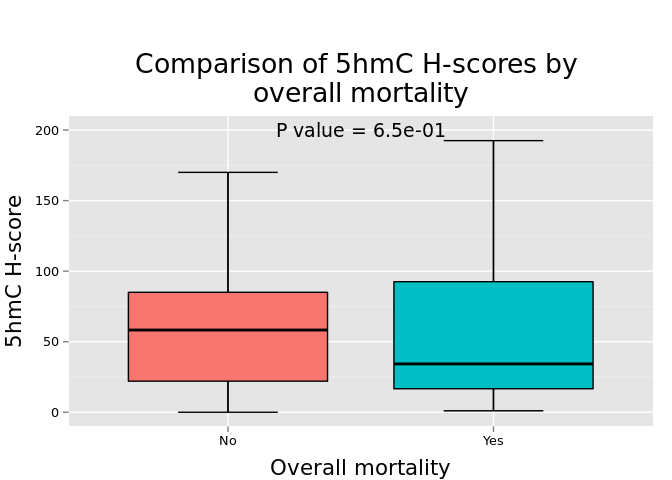 Comparison of 5hmC H-scores by
overall mortality
P value = 6.5e-01
5hmC H-score
200
150
100
50
0
No
Yes
Overall mortality